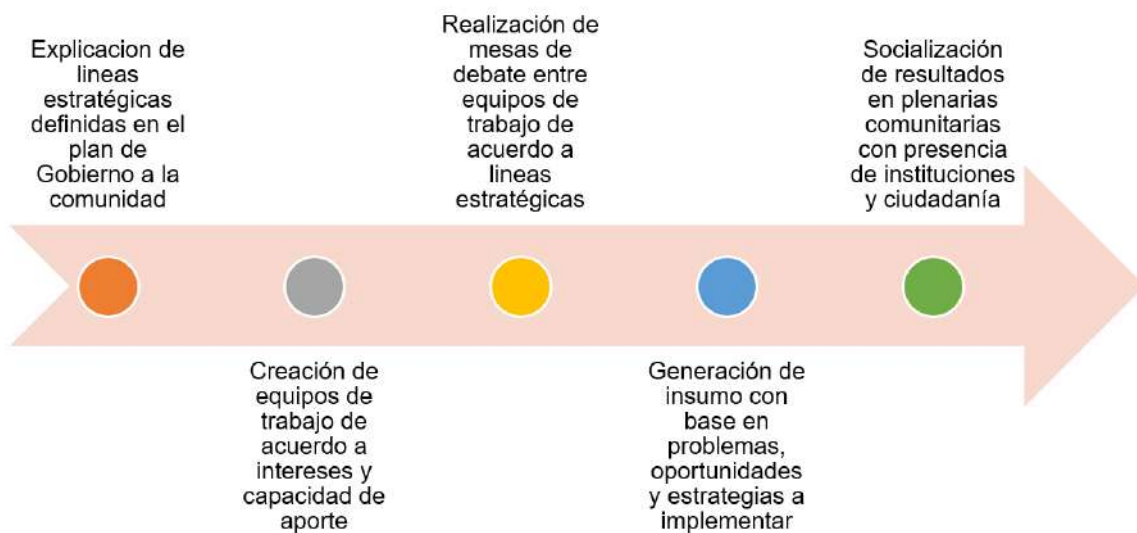 Explicacion de
lineas
estratégicas
definidas en el
plan de
Gobierno a la
comunidad
Creación de
equipos de
trabajo de
acuerdo a
intereses y
capacidad de
aporte
Realización de
mesas de
debate entre
equipos de
trabajo de
acuerdo a
lineas
estratégicas
Generación de
insumo con
base en
problemas,
oportunidades
y estrategias a
implementar
Socialización
de resultados
en plenarias
comunitarias
con presencia
de instituciones
y ciudadanía